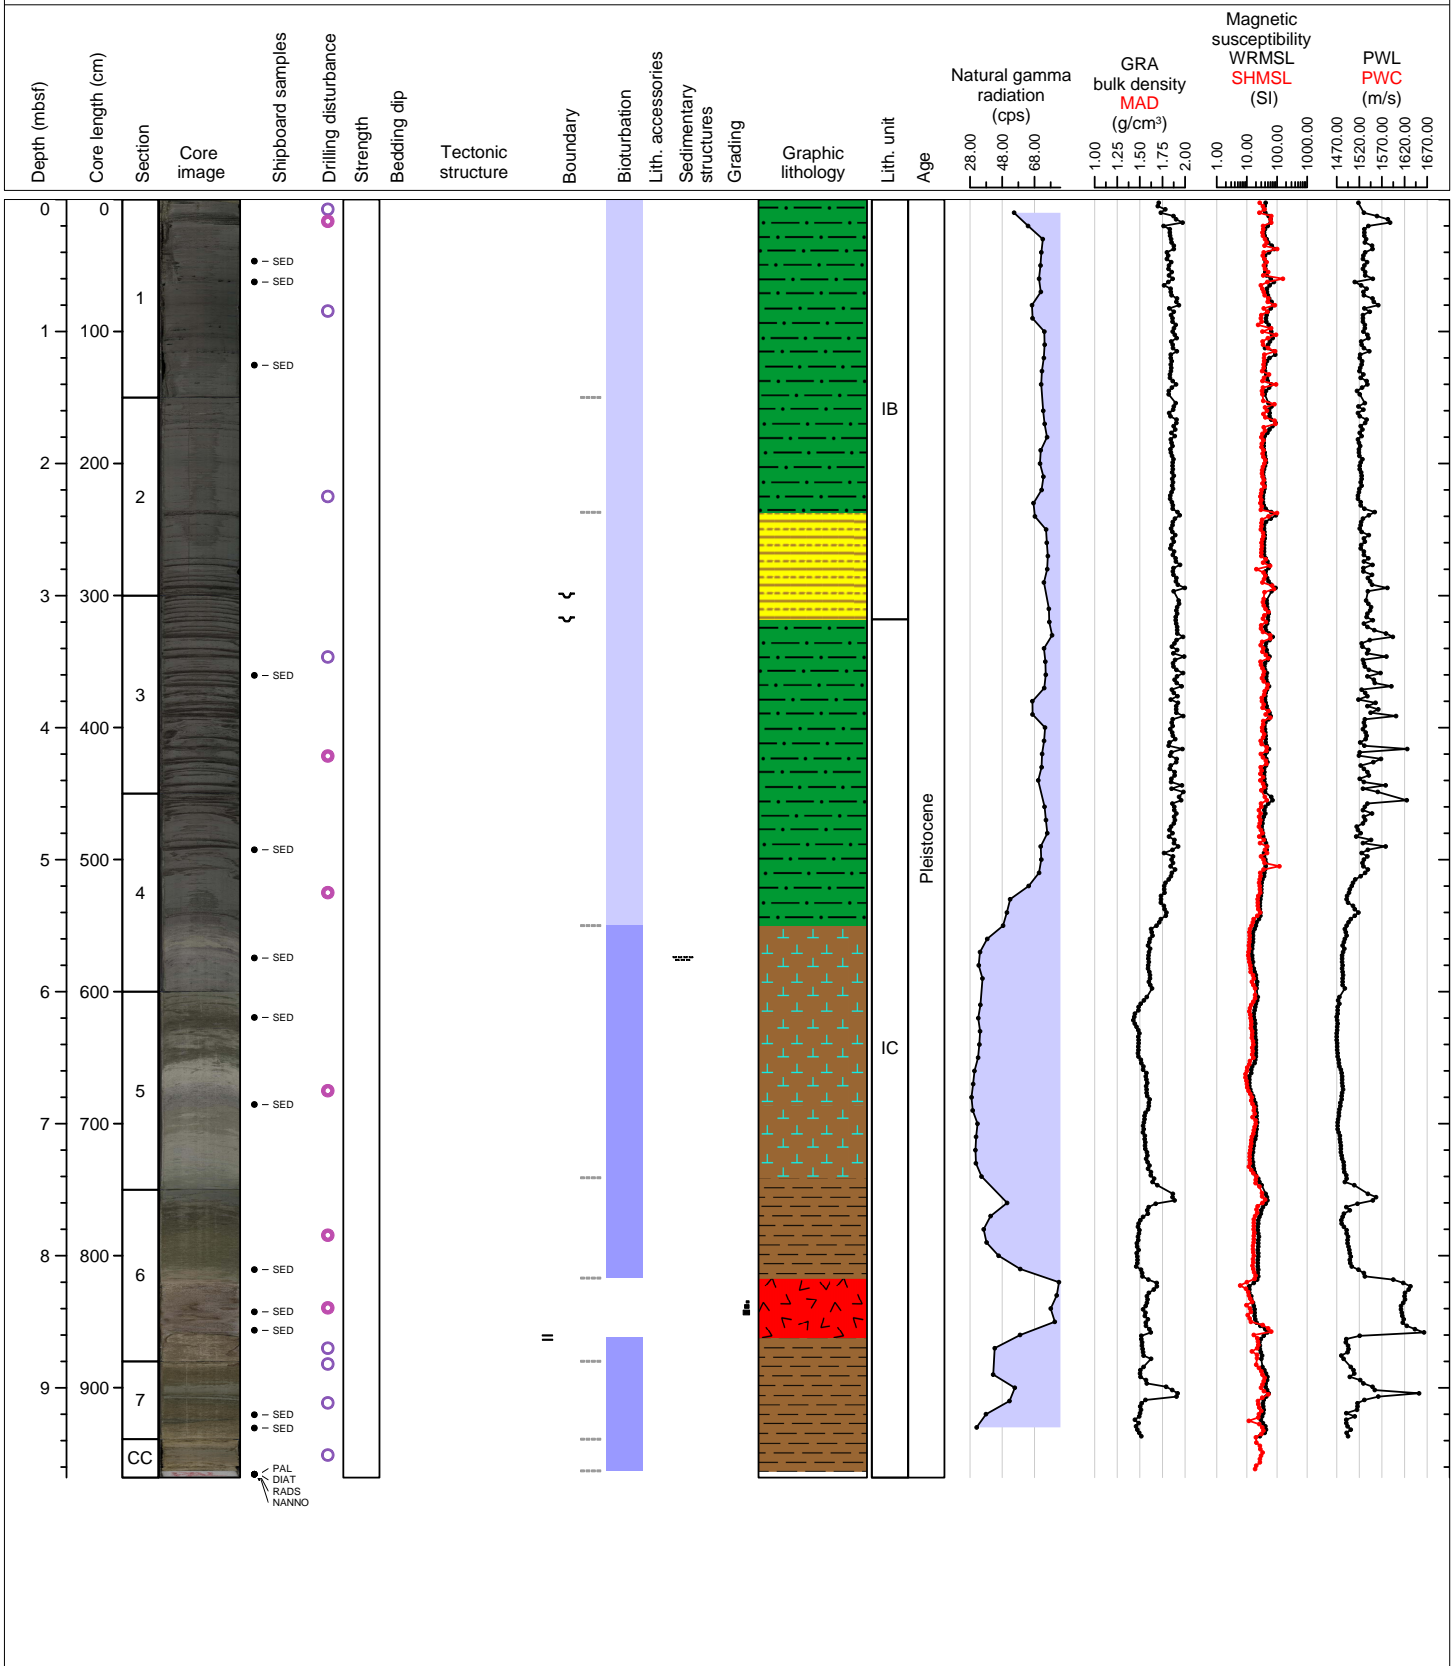 Depth (mbsf)
Core length (cm)
Section
Core
image
Shipboard samples
Drilling disturbance
Strength
Bedding dip
Tectonic
structure
Boundary
Bioturbation
Lith. accessories
Sedimentary
structures
Grading
Graphic
lithology
Lith. unit
Age
Natural gamma
radiation
(cps)
28.00
48.00
68.00
GRA
bulk density
MAD
(g/cm³)
1.00
1.25
1.50
1.75
2.00
Magnetic
susceptibility
WRMSL
SHMSL
(SI)
1.00
10.00
100.00
1000.00
PWL
PWC
(m/s)
1470.00
1520.00
1570.00
1620.00
1670.00
0
1
2
3
4
5
6
7
8
9
0
100
200
300
400
500
600
700
800
900
1
2
3
4
5
6
7
CC
SED
SED
SED
SED
SED
SED
SED
SED
SED
SED
SED
SED
SED
PAL
DIAT
RADS
NANNO
IB
IC
Pleistocene